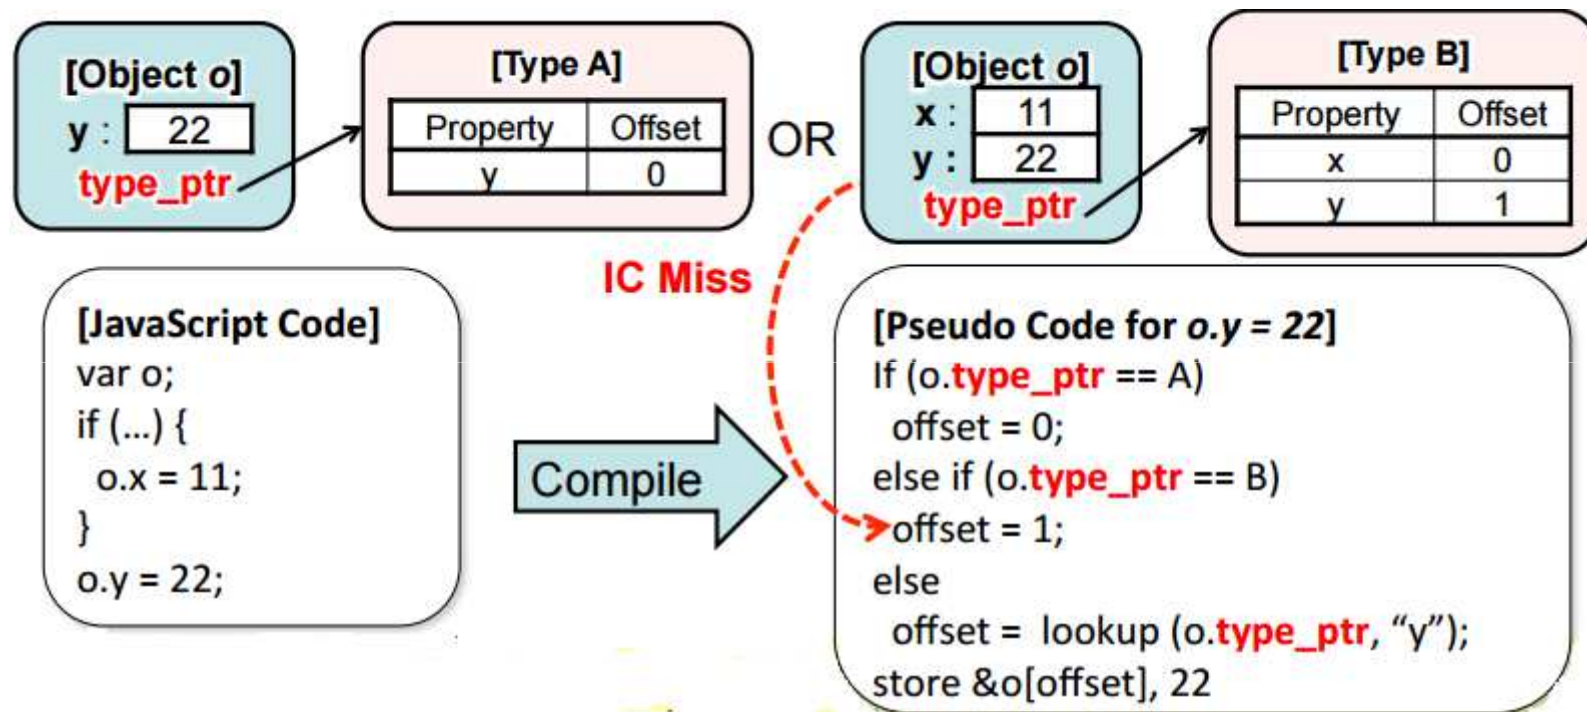 [Object o]
y : 22
type_ptr
[Type A]
Property Offset
y 0
OR
[Object o]
x : 11
y : 22
type_ptr
[Type B]
Property Offset
x 0
y 1
IC Miss
[JavaScript Code]
var o;
if (...) {
o.x = 11;
}
o.y = 22;
Compile
[Pseudo Code for o.y = 22]
If (o.type_ptr == A)
offset = 0;
else if (o.type_ptr == B)
offset = 1;
else
offset = lookup (o.type_ptr, “y”);
store &o[offset], 22